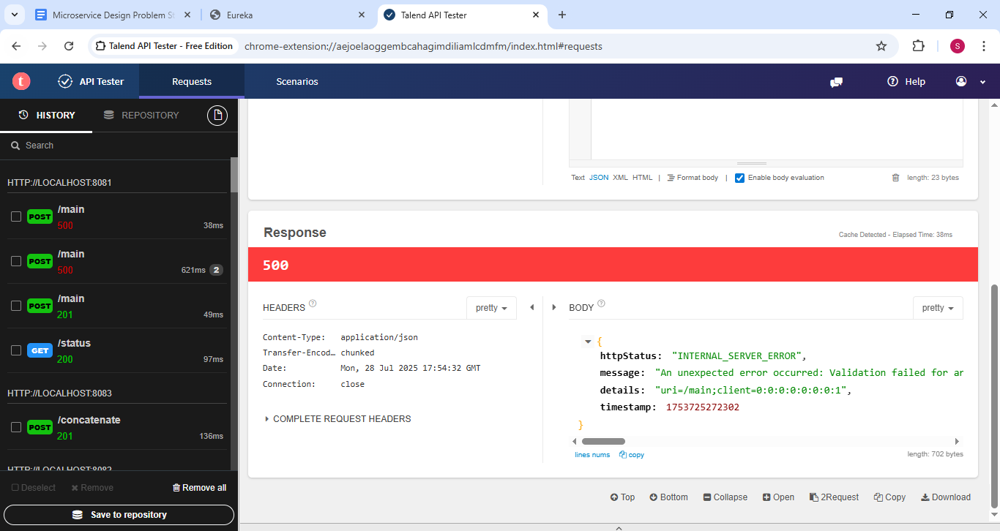 Microservice Design Problem St
Eureka
Talend API Tester
Talend API Tester - Free Edition
chrome-extension://aejoelaoggembcahagimdiliamlcdmfm/index.html#requests
S
t
API Tester
Requests
Scenarios
Help
HISTORY
REPOSITORY
Search
HTTP://LOCALHOST:8081
POST /main
500 38ms
POST /main
500 621ms 2
POST /main
201 49ms
GET /status
200 97ms
HTTP://LOCALHOST:8083
POST /concatenate
201 136ms
HTTP://LOCALHOST:8082
Deselect Remove Remove all
Save to repository
Text JSON XML HTML | Format body | Enable body evaluation length: 23 bytes
Response
Cache Detected - Elapsed Time: 38ms
500
HEADERS ?
pretty
Content-Type: application/json
Transfer-Encod… chunked
Date: Mon, 28 Jul 2025 17:54:32 GMT
Connection: close
COMPLETE REQUEST HEADERS
BODY ?
pretty
{
httpStatus: "INTERNAL_SERVER_ERROR",
message: "An unexpected error occurred: Validation failed for ar
details: "uri=/main;client=0:0:0:0:0:0:0:1",
timestamp: 1753725272302
}
lines nums copy
length: 702 bytes
Top Bottom Collapse Open 2Request Copy Download